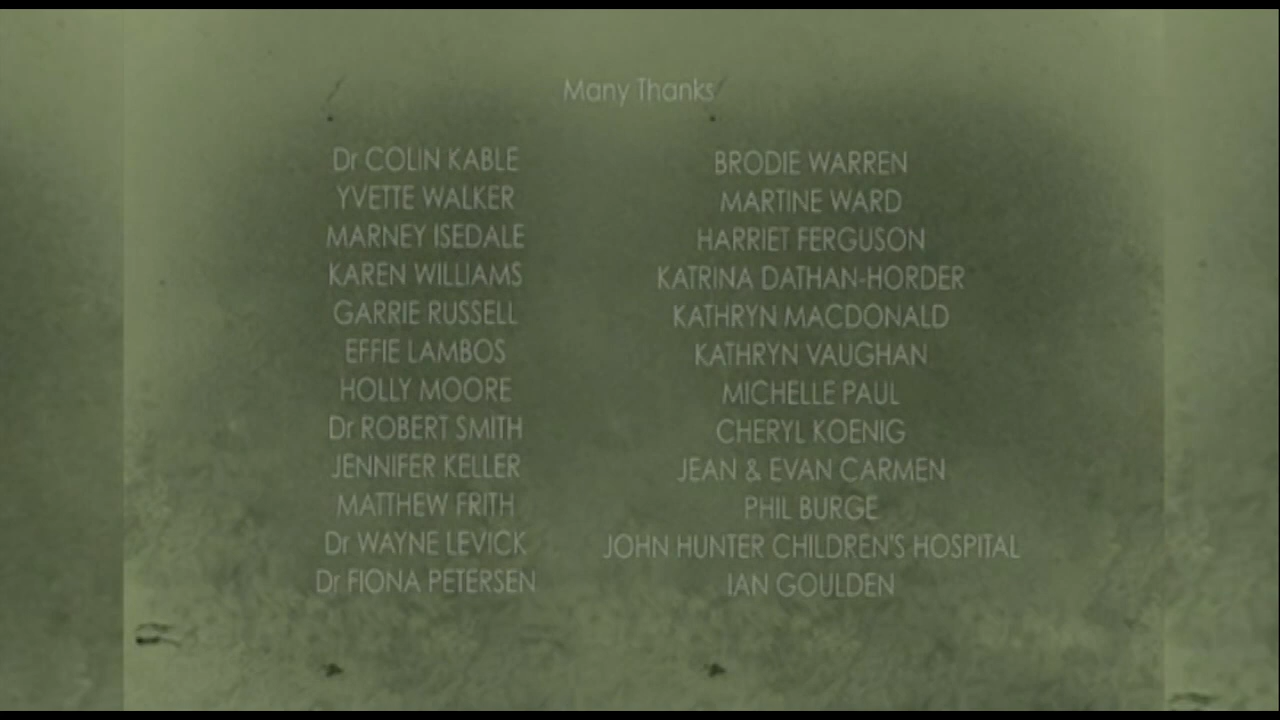 Many Thanks
Dr COLIN KABLE
YVETTE WALKER
MARNEY ISEDALE
KAREN WILLIAMS
GARRIE RUSSELL
EFFIE LAMBOS
HOLLY MOORE
Dr ROBERT SMITH
JENNIFER KELLER
MATTHEW FRITH
Dr WAYNE LEVICK
Dr FIONA PETERSEN
BRODIE WARREN
MARTINE WARD
HARRIET FERGUSON
KATRINA DATHAN-HORDER
KATHRYN MACDONALD
KATHRYN VAUGHAN
MICHELLE PAUL
CHERYL KOENIG
JEAN & EVAN CARMEN
PHIL BURGE
JOHN HUNTER CHILDREN'S HOSPITAL
IAN GOULDEN